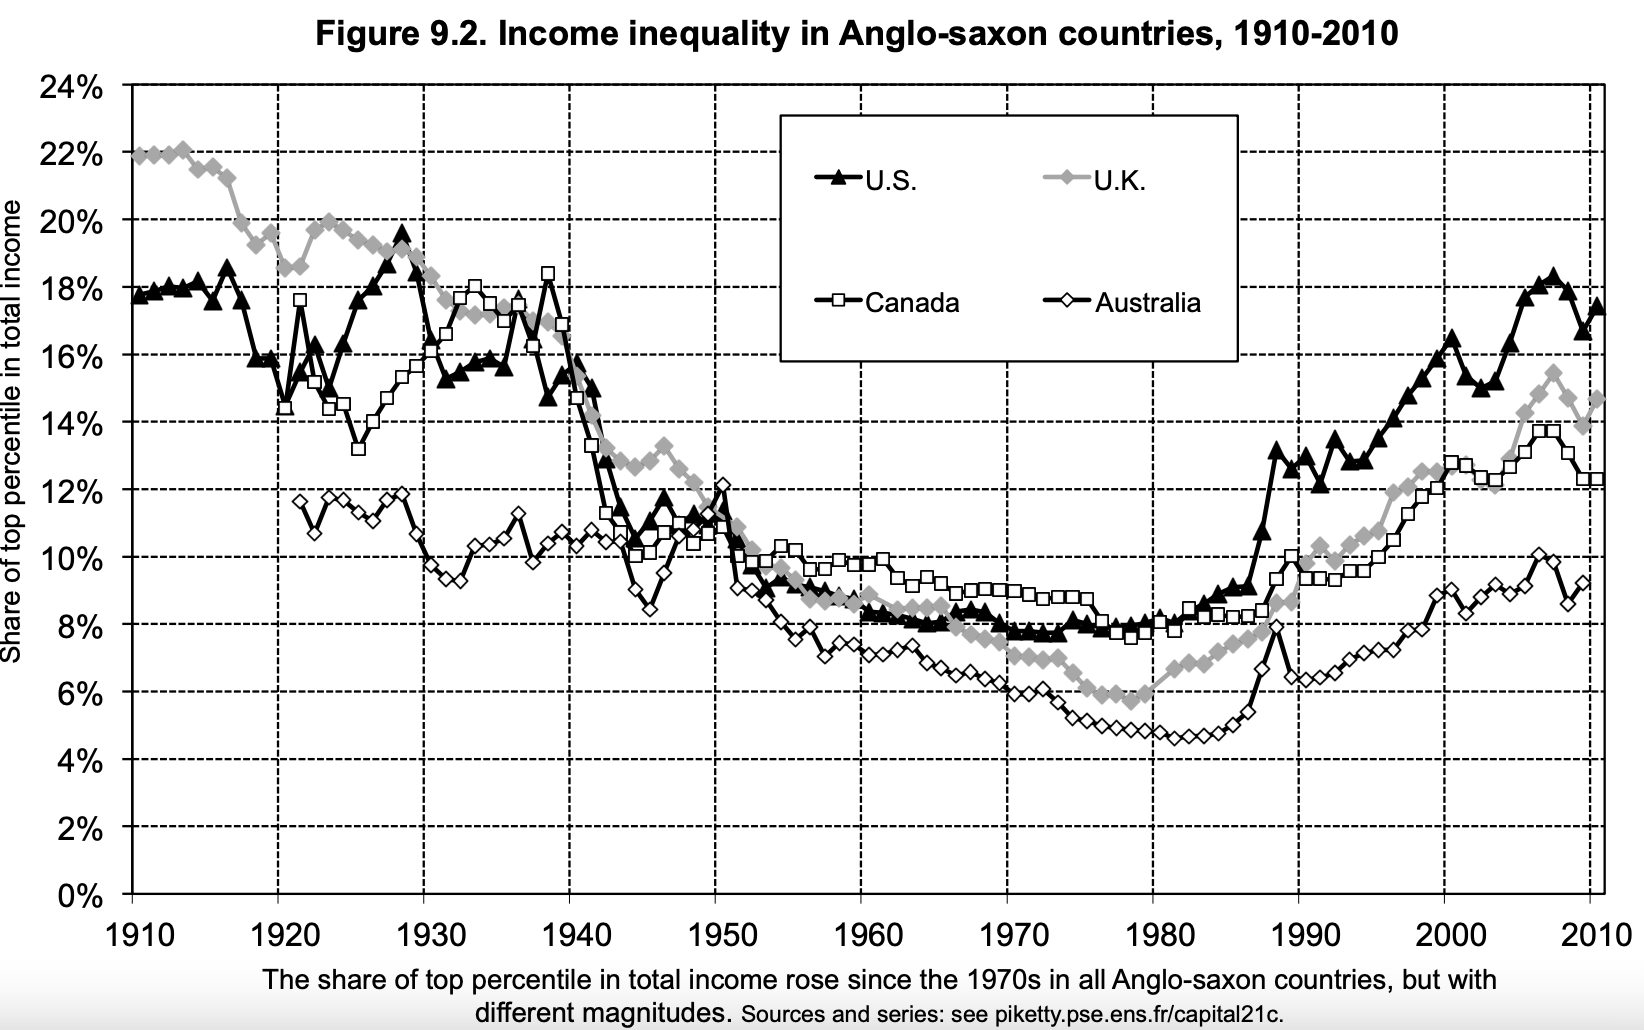 Figure 9.2. Income inequality in Anglo-saxon countries, 1910-2010
Share of top percentile in total income
24%
22%
20%
18%
16%
14%
12%
10%
8%
6%
4%
2%
0%
U.S.
U.K.
Canada
Australia
1910 1920 1930 1940 1950 1960 1970 1980 1990 2000 2010
The share of top percentile in total income rose since the 1970s in all Anglo-saxon countries, but with
different magnitudes. Sources and series: see piketty.pse.ens.fr/capital21c.